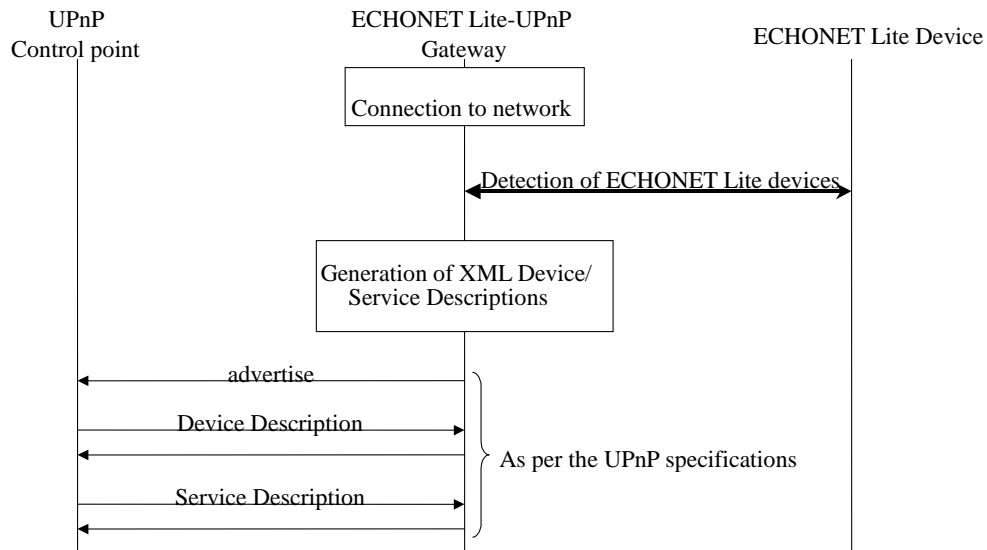 UPnP
Control point
ECHONET Lite-UPnP
Gateway
ECHONET Lite Device
Connection to network
Detection of ECHONET Lite devices
Generation of XML Device/
Service Descriptions
advertise
Device Description
As per the UPnP specifications
Service Description